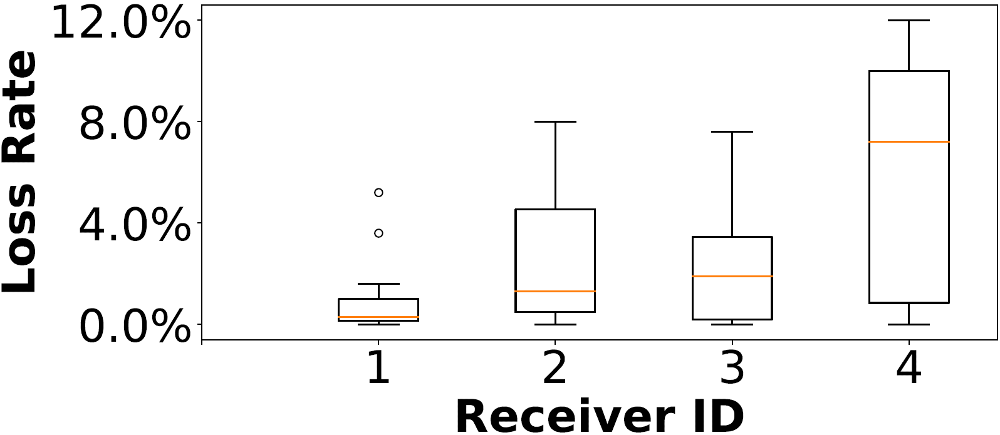 Loss Rate
12.0%
8.0%
4.0%
0.0%
1 2 3 4
Receiver ID